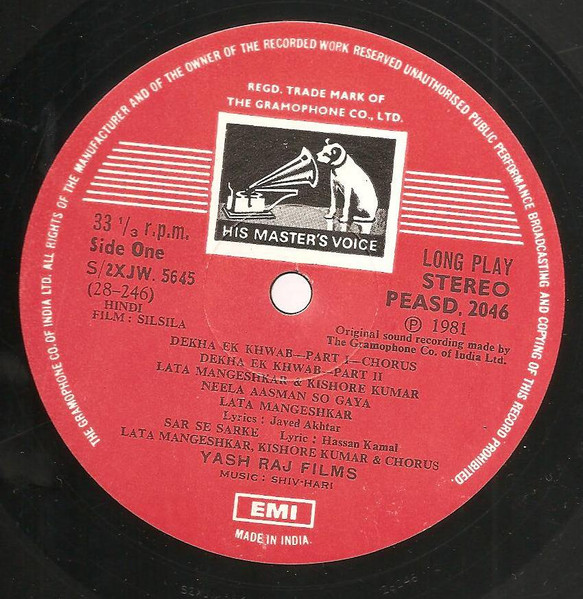 THE GRAMOPHONE CO. OF INDIA LTD. ALL RIGHTS OF THE MANUFACTURER AND OF THE OWNER OF THE RECORDED WORK RESERVED UNAUTHORISED PUBLIC PERFORMANCE BROADCASTING AND COPYING OF THIS RECORD PROHIBITED
REGD. TRADE MARK OF
THE GRAMOPHONE CO., LTD.
HIS MASTER'S VOICE
33 1/3 r.p.m.
Side One
S/2XJW. 5645
(28-246)
HINDI
FILM : SILSILA
LONG PLAY
STEREO
PEASD. 2046
Ⓟ 1981
Original sound recording made by
The Gramophone Co. of India Ltd.
DEKHA EK KHWAB—PART I—CHORUS
DEKHA EK KHWAB—PART II
LATA MANGESHKAR & KISHORE KUMAR
NEELA AASMAN SO GAYA
LATA MANGESHKAR
Lyrics : Javed Akhtar
SAR SE SARKE Lyric : Hassan Kamal
LATA MANGESHKAR, KISHORE KUMAR & CHORUS
YASH RAJ FILMS
MUSIC : SHIV-HARI
EMI
MADE IN INDIA.